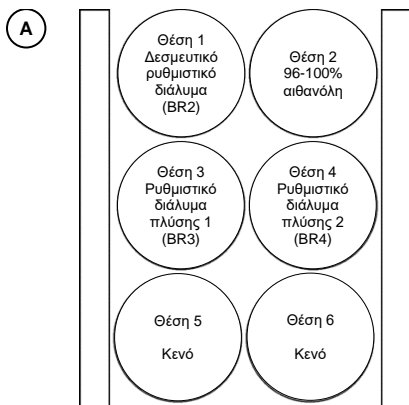 A
Θέση 1
Δεσμευτικό
ρυθμιστικό
διάλυμα
(BR2)
Θέση 2
96-100%
αιθανόλη
Θέση 3
Ρυθμιστικό
διάλυμα
πλύσης 1
(BR3)
Θέση 4
Ρυθμιστικό
διάλυμα
πλύσης 2
(BR4)
Θέση 5
Κενό
Θέση 6
Κενό